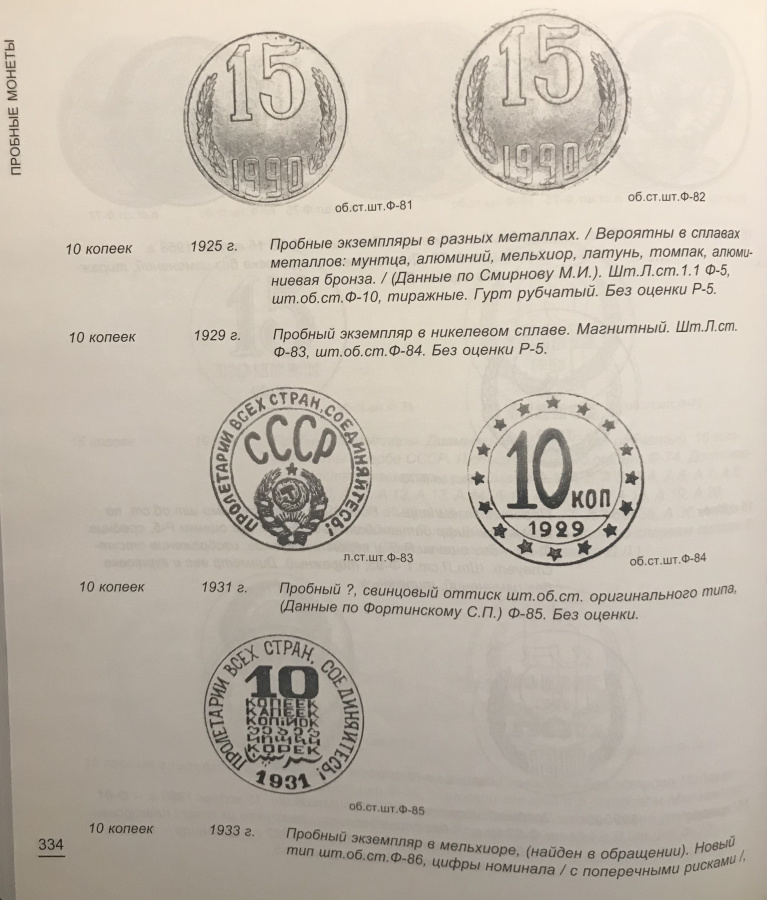 ПРОБНЫЕ МОНЕТЫ
15
1990
15
1990
об.ст.шт.Ф-81
об.ст.шт.Ф-82
10 копеек 1925 г. Пробные экземпляры в разных металлах. / Вероятны в сплавах
металлов: мунтца, алюминий, мельхиор, латунь, томпак, алюми-
ниевая бронза. / (Данные по Смирнову М.И.). Шт.Л.ст.1.1 Ф-5,
шт.об.ст.Ф-10, тиражные. Гурт рубчатый. Без оценки Р-5.
10 копеек 1929 г. Пробный экземпляр в никелевом сплаве. Магнитный. Шт.Л.ст.
Ф-83, шт.об.ст.Ф-84. Без оценки Р-5.
ПРОЛЕТАРИИ ВСЕХ СТРАН, СОЕДИНЯЙТЕСЬ!
СССР
10 КОП
1929
л.ст.шт.Ф-83
об.ст.шт.Ф-84
10 копеек 1931 г. Пробный ?, свинцовый оттиск шт.об.ст. оригинального типа,
(Данные по Фортинскому С.П.) Ф-85. Без оценки.
ПРОЛЕТАРИИ ВСЕХ СТРАН, СОЕДИНЯЙТЕСЬ!
10
КОПЕЕК
КАПЕЕК
КОПІЙОК
1931
об.ст.шт.Ф-85
10 копеек 1933 г. Пробный экземпляр в мельхиоре, (найден в обращении). Новый
тип шт.об.ст.Ф-86, цифры номинала / с поперечными рисками /,
334